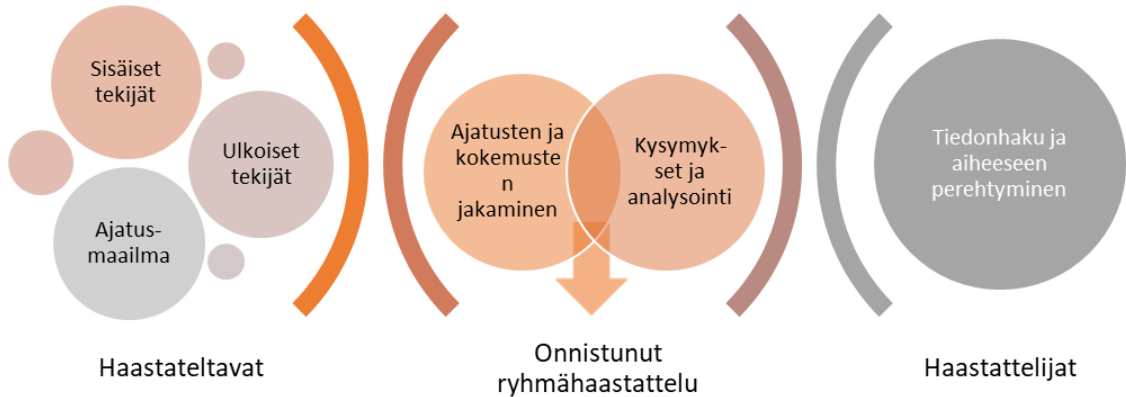 Sisäiset
tekijät
Ulkoiset
tekijät
Ajatus-
maailma
Haastateltavat
Ajatusten ja
kokemuste
n
jakaminen
Kysymyk-
set ja
analysointi
Onnistunut
ryhmähaastattelu
Tiedonhaku ja
aiheeseen
perehtyminen
Haastattelijat